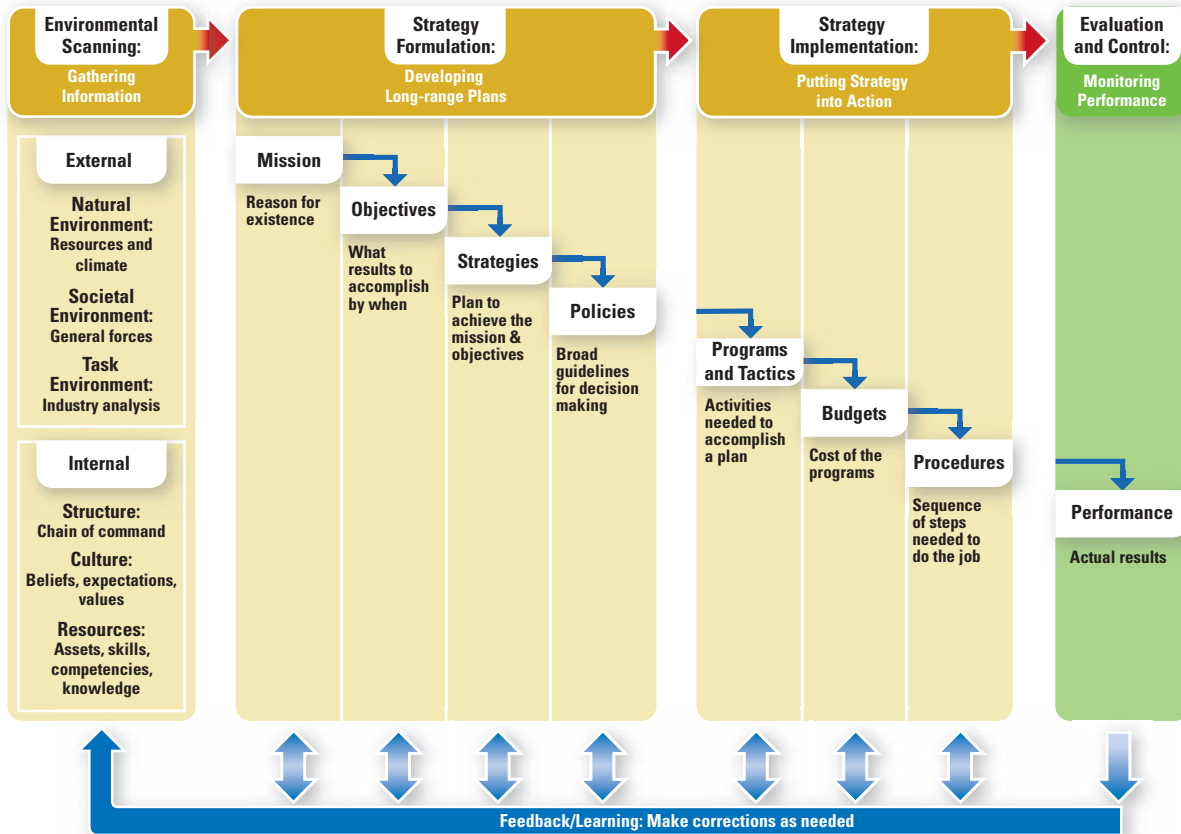 Environmental
Scanning:
Gathering
Information
External
Natural
Environment:
Resources and
climate
Societal
Environment:
General forces
Task
Environment:
Industry analysis
Internal
Structure:
Chain of command
Culture:
Beliefs, expectations,
values
Resources:
Assets, skills,
competencies,
knowledge
Strategy
Formulation:
Developing
Long-range Plans
Mission
Reason for
existence
Objectives
What
results to
accomplish
by when
Strategies
Plan to
achieve the
mission &
objectives
Policies
Broad
guidelines
for decision
making
Strategy
Implementation:
Putting Strategy
into Action
Programs
and Tactics
Activities
needed to
accomplish
a plan
Budgets
Cost of the
programs
Procedures
Sequence
of steps
needed to
do the job
Evaluation
and Control:
Monitoring
Performance
Performance
Actual results
Feedback/Learning: Make corrections as needed